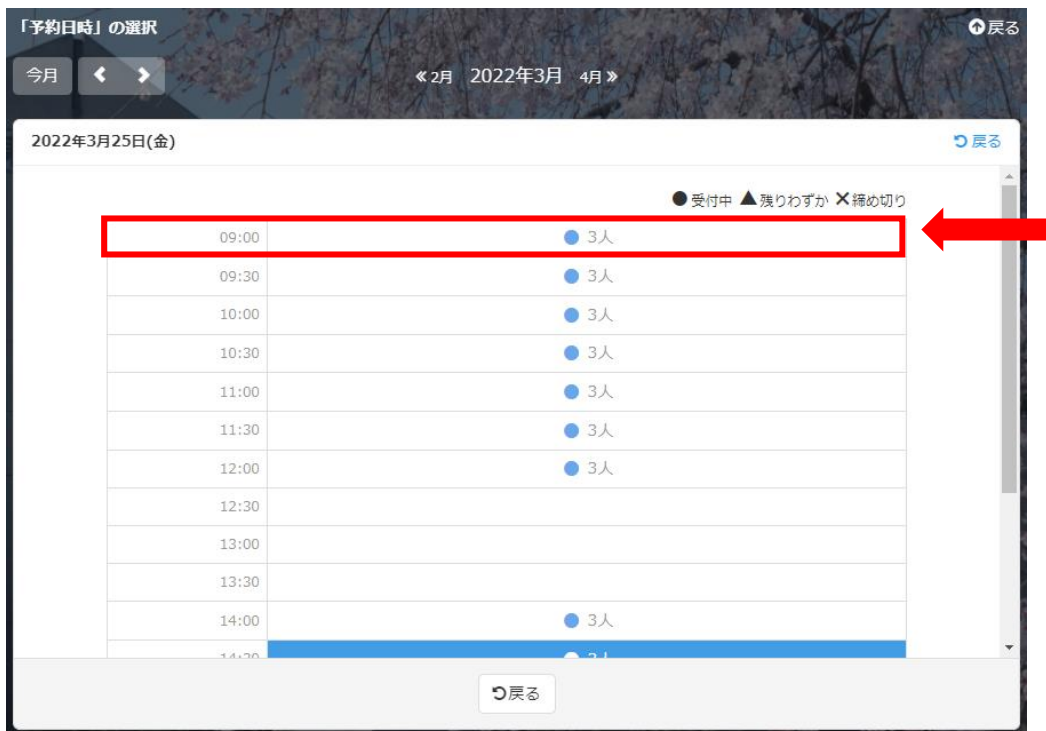 「予約日時」の選択 戻る
今月 2月 2022年3月 4月
2022年3月25日(金) 戻る
●受付中 ▲残りわずか ✕締め切り
09:00 ● 3人
09:30 ● 3人
10:00 ● 3人
10:30 ● 3人
11:00 ● 3人
11:30 ● 3人
12:00 ● 3人
12:30
13:00
13:30
14:00 ● 3人
戻る